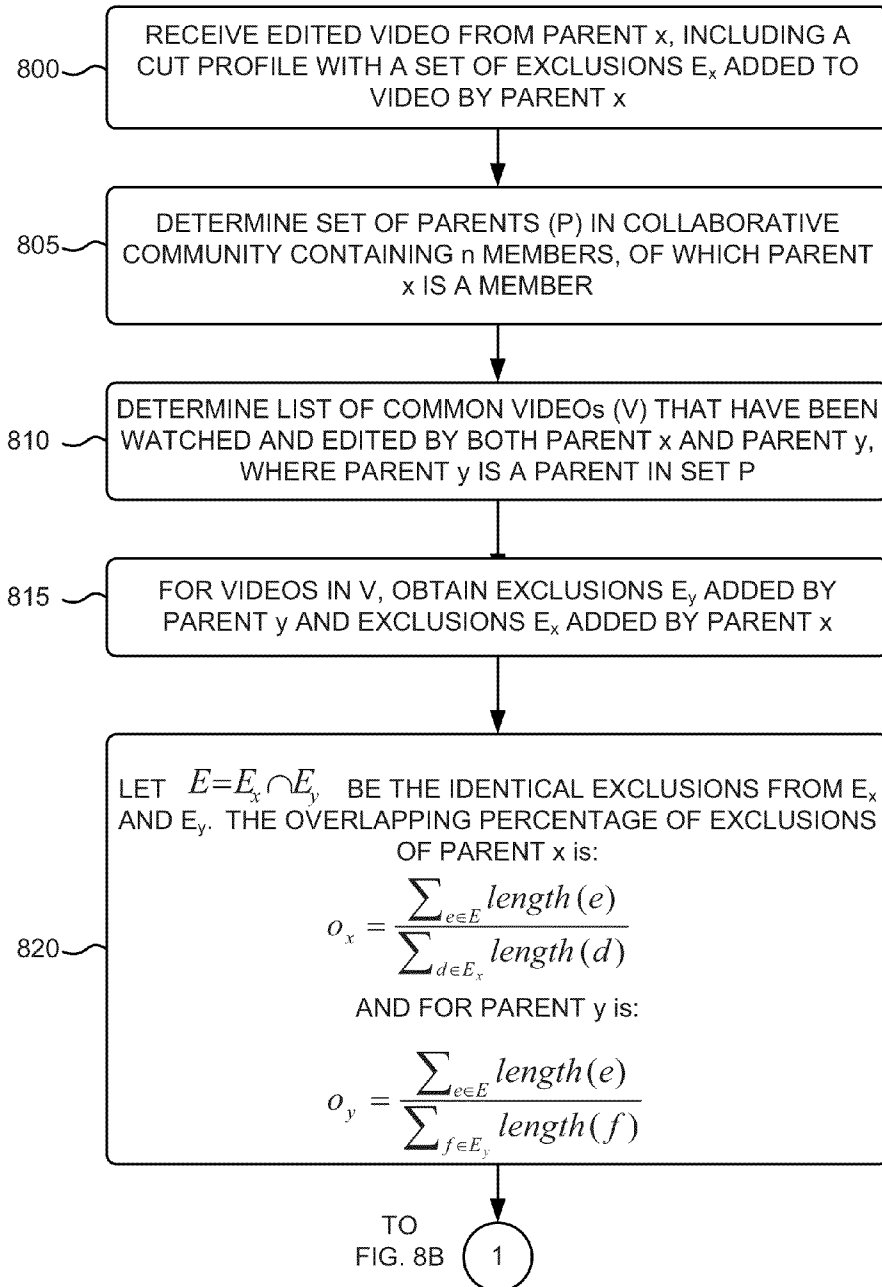 800
RECEIVE EDITED VIDEO FROM PARENT x, INCLUDING A
CUT PROFILE WITH A SET OF EXCLUSIONS Eₓ ADDED TO
VIDEO BY PARENT x
805
DETERMINE SET OF PARENTS (P) IN COLLABORATIVE
COMMUNITY CONTAINING n MEMBERS, OF WHICH PARENT
x IS A MEMBER
810
DETERMINE LIST OF COMMON VIDEOs (V) THAT HAVE BEEN
WATCHED AND EDITED BY BOTH PARENT x AND PARENT y,
WHERE PARENT y IS A PARENT IN SET P
815
FOR VIDEOS IN V, OBTAIN EXCLUSIONS E_y ADDED BY
PARENT y AND EXCLUSIONS Eₓ ADDED BY PARENT x
820
LET E=Eₓ∩E_y BE THE IDENTICAL EXCLUSIONS FROM Eₓ
AND E_y. THE OVERLAPPING PERCENTAGE OF EXCLUSIONS
OF PARENT x is:
oₓ = ∑_{e∈E} length(e) / ∑_{d∈Eₓ} length(d)
AND FOR PARENT y is:
o_y = ∑_{e∈E} length(e) / ∑_{f∈E_y} length(f)
TO
FIG. 8B
1